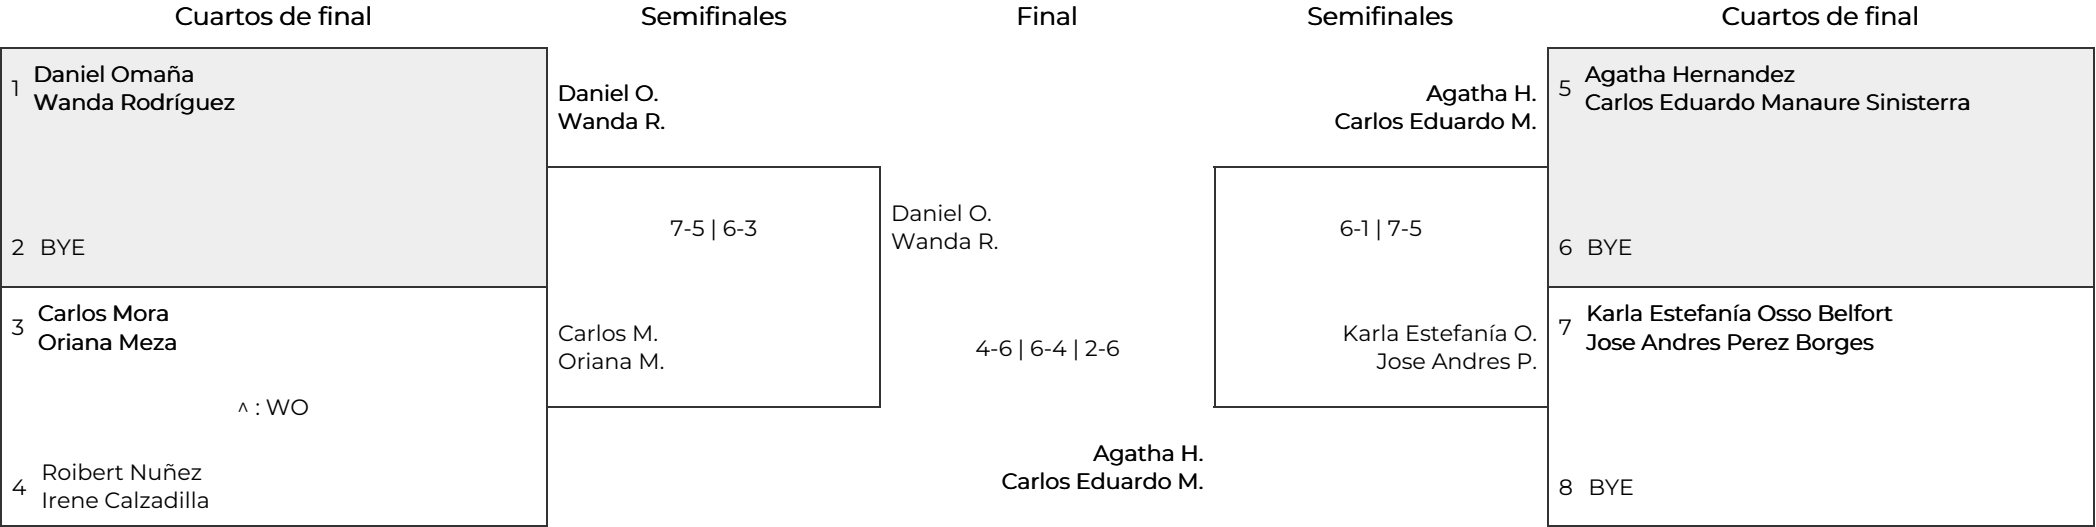 Cuartos de final
Semifinales
Final
Semifinales
Cuartos de final
1
Daniel Omaña
Wanda Rodríguez
2 BYE
3
Carlos Mora
Oriana Meza
^ : WO
4
Roibert Nuñez
Irene Calzadilla
Daniel O.
Wanda R.
7-5 | 6-3
Carlos M.
Oriana M.
Daniel O.
Wanda R.
4-6 | 6-4 | 2-6
Agatha H.
Carlos Eduardo M.
Agatha H.
Carlos Eduardo M.
6-1 | 7-5
Karla Estefanía O.
Jose Andres P.
5
Agatha Hernandez
Carlos Eduardo Manaure Sinisterra
6 BYE
7
Karla Estefanía Osso Belfort
Jose Andres Perez Borges
8 BYE